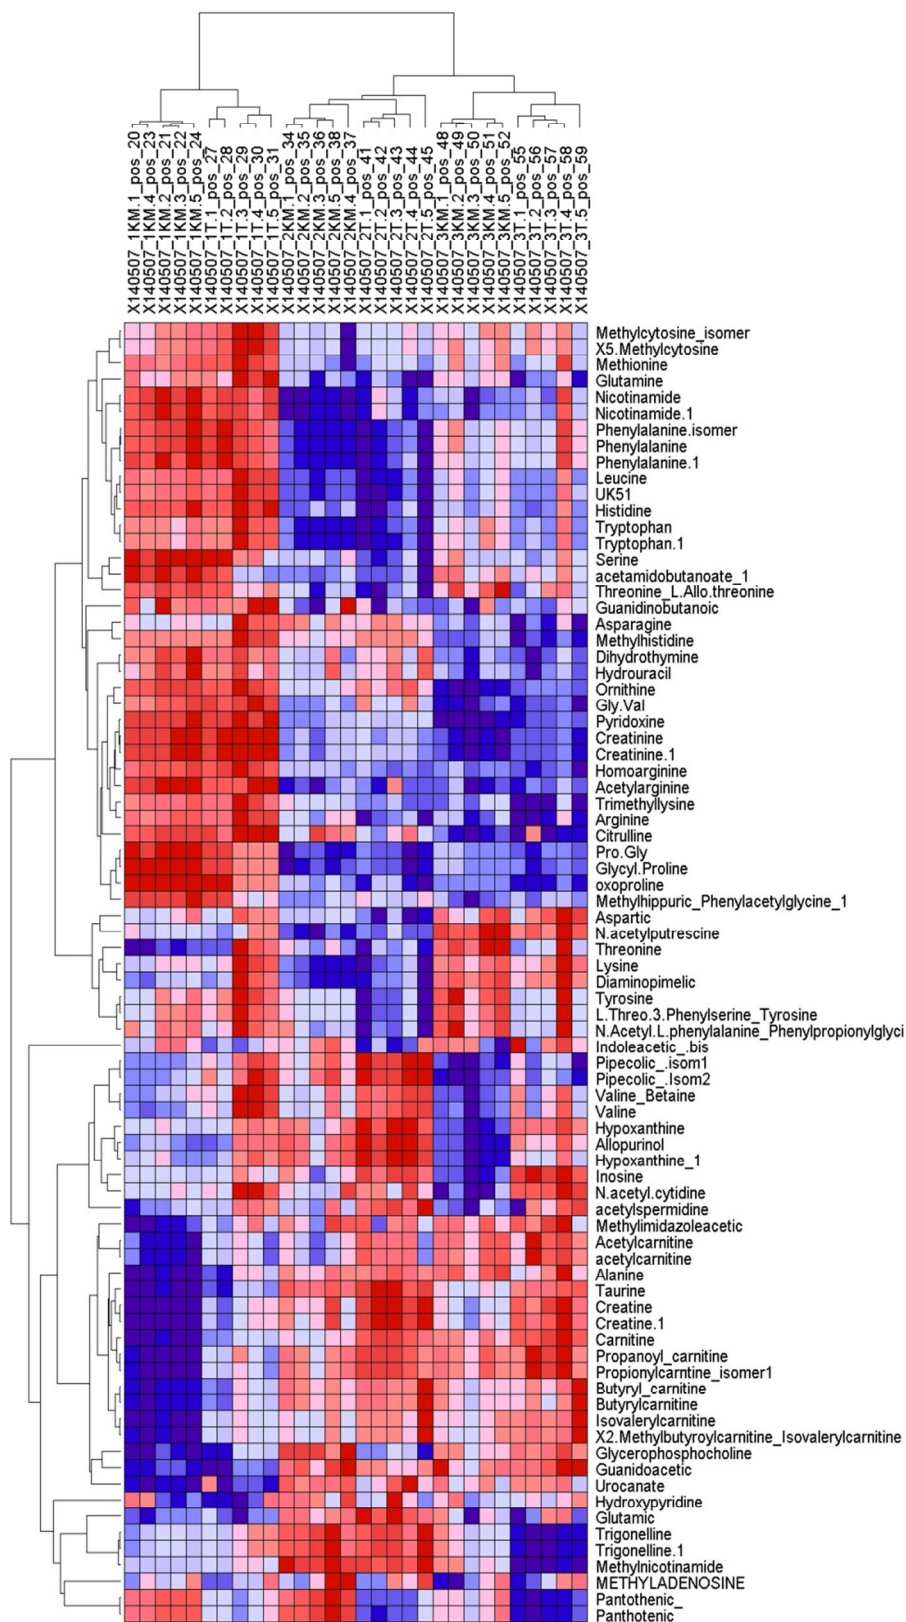 X140507_1KM.1_pos_20
X140507_1KM.4_pos_23
X140507_1KM.2_pos_21
X140507_1KM.3_pos_22
X140507_1KM.5_pos_24
X140507_1T.1_pos_27
X140507_1T.2_pos_28
X140507_1T.3_pos_29
X140507_1T.4_pos_30
X140507_1T.5_pos_31
X140507_2KM.1_pos_34
X140507_2KM.2_pos_35
X140507_2KM.3_pos_36
X140507_2KM.5_pos_38
X140507_2KM.4_pos_37
X140507_2T.1_pos_41
X140507_2T.2_pos_42
X140507_2T.3_pos_43
X140507_2T.4_pos_44
X140507_2T.5_pos_45
X140507_3KM.1_pos_48
X140507_3KM.2_pos_49
X140507_3KM.3_pos_50
X140507_3KM.4_pos_51
X140507_3KM.5_pos_52
X140507_3T.1_pos_55
X140507_3T.2_pos_56
X140507_3T.3_pos_57
X140507_3T.4_pos_58
X140507_3T.5_pos_59
Methylcytosine_isomer
X5.Methylcytosine
Methionine
Glutamine
Nicotinamide
Nicotinamide.1
Phenylalanine.isomer
Phenylalanine
Phenylalanine.1
Leucine
UK51
Histidine
Tryptophan
Tryptophan.1
Serine
acetamidobutanoate_1
Threonine_L.Allo.threonine
Guanidinobutanoic
Asparagine
Methylhistidine
Dihydrothymine
Hydrouracil
Ornithine
Gly.Val
Pyridoxine
Creatinine
Creatinine.1
Homoarginine
Acetylarginine
Trimethyllysine
Arginine
Citrulline
Pro.Gly
Glycyl.Proline
oxoproline
Methylhippuric_Phenylacetylglycine_1
Aspartic
N.acetylputrescine
Threonine
Lysine
Diaminopimelic
Tyrosine
L.Threo.3.Phenylserine_Tyrosine
N.Acetyl.L.phenylalanine_Phenylpropionylglyci
Indoleacetic_.bis
Pipecolic_.isom1
Pipecolic_.Isom2
Valine_Betaine
Valine
Hypoxanthine
Allopurinol
Hypoxanthine_1
Inosine
N.acetyl.cytidine
acetylspermidine
Methylimidazoleacetic
Acetylcarnitine
acetylcarnitine
Alanine
Taurine
Creatine
Creatine.1
Carnitine
Propanoyl_carnitine
Propionylcarntine_isomer1
Butyryl_carnitine
Butyrylcarnitine
Isovalerylcarnitine
X2.Methylbutyroylcarnitine_Isovalerylcarnitine
Glycerophosphocholine
Guanidoacetic
Urocanate
Hydroxypyridine
Glutamic
Trigonelline
Trigonelline.1
Methylnicotinamide
METHYLADENOSINE
Pantothenic_
Panthotenic